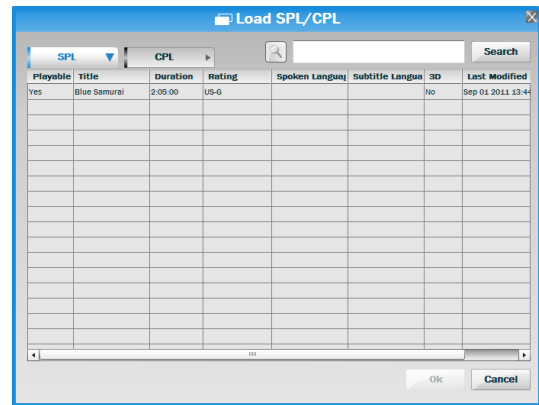 Load SPL/CPL
SPL CPL Search
Playable Title Duration Rating Spoken Languag Subtitle Langua 3D Last Modified
Yes Blue Samurai 2:05:00 US-G No Sep 01 2011 13:44
Ok Cancel